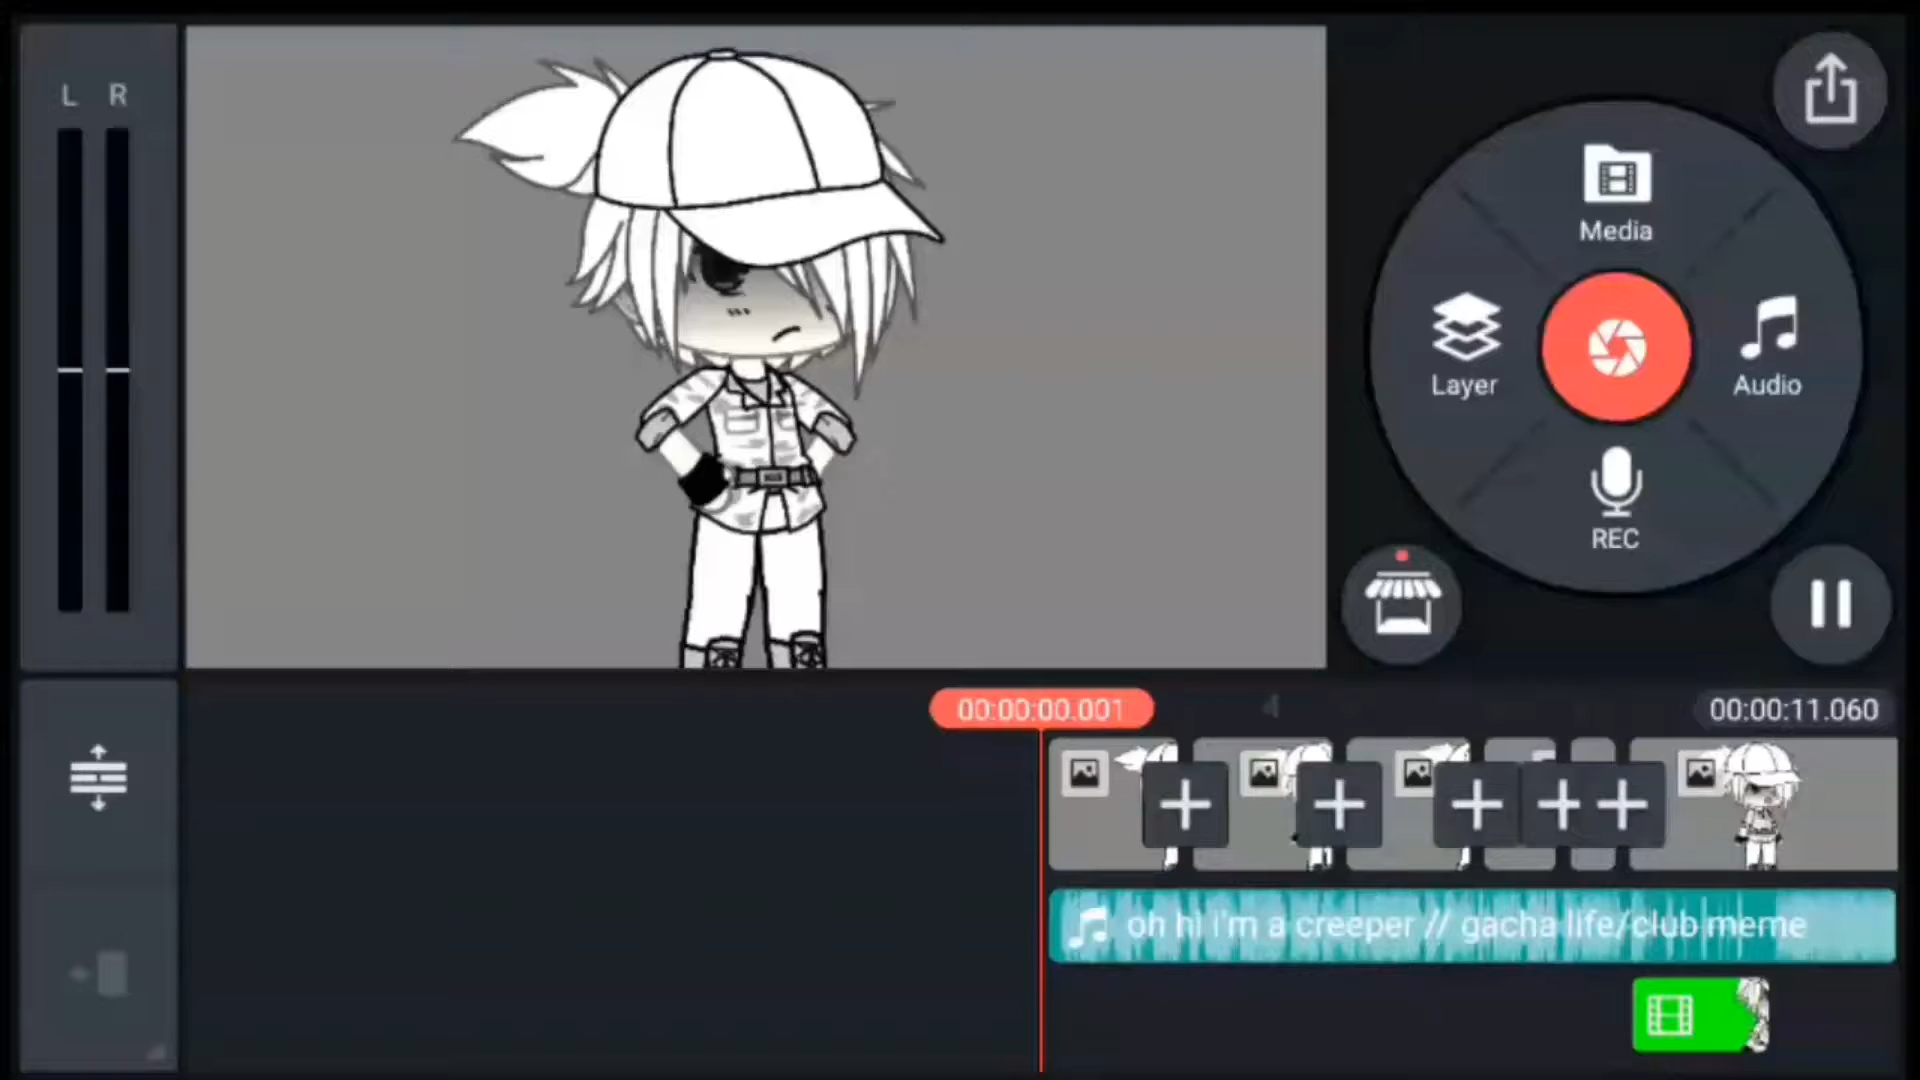 L R
Media
Layer
Audio
REC
00:00:00.001
4
00:00:11.060
oh hi i'm a creeper // gacha life/club meme